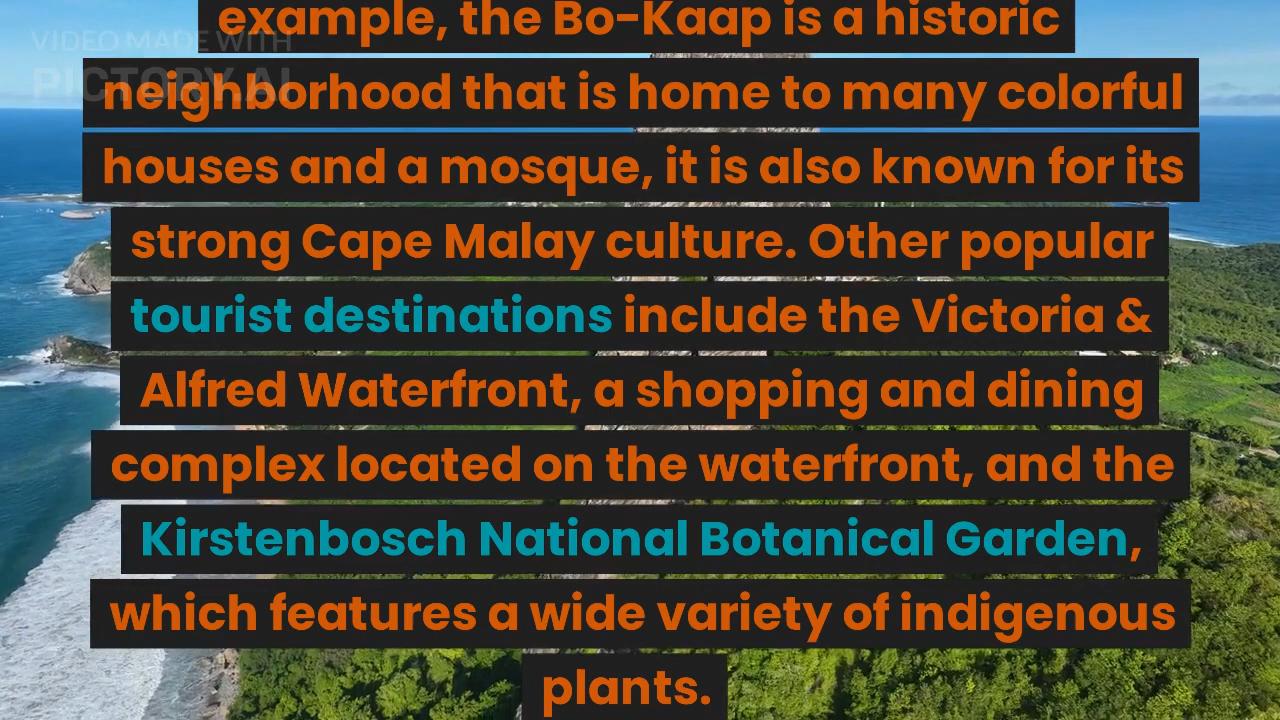 VIDEO MADE WITH
PICTORY.AI
example, the Bo-Kaap is a historic
neighborhood that is home to many colorful
houses and a mosque, it is also known for its
strong Cape Malay culture. Other popular
tourist destinations include the Victoria &
Alfred Waterfront, a shopping and dining
complex located on the waterfront, and the
Kirstenbosch National Botanical Garden,
which features a wide variety of indigenous
plants.